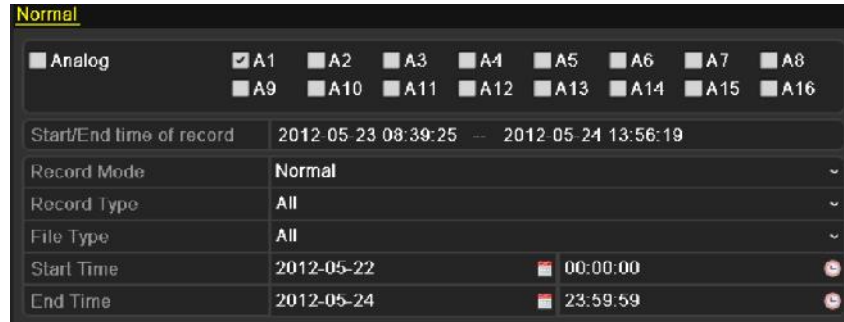 Normal
Analog A1 A2 A3 A4 A5 A6 A7 A8
A9 A10 A11 A12 A13 A14 A15 A16
Start/End time of record 2012-05-23 08:39:25 -- 2012-05-24 13:56:19
Record Mode Normal
Record Type All
File Type All
Start Time 2012-05-22 00:00:00
End Time 2012-05-24 23:59:59